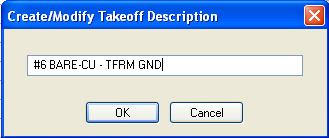 Create/Modify Takeoff Description
#6 BARE-CU - TFRM GND
OK
Cancel